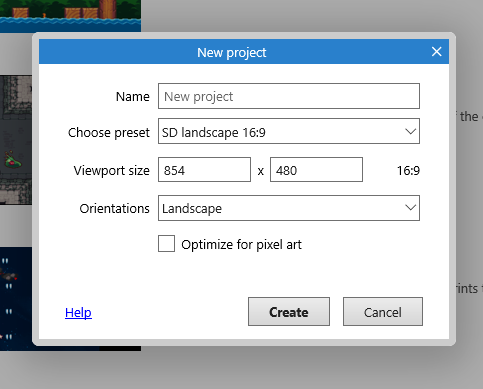 New project
Name New project
f the
Choose preset SD landscape 16:9
Viewport size 854 x 480 16:9
Orientations Landscape
Optimize for pixel art
rints
Help Create Cancel